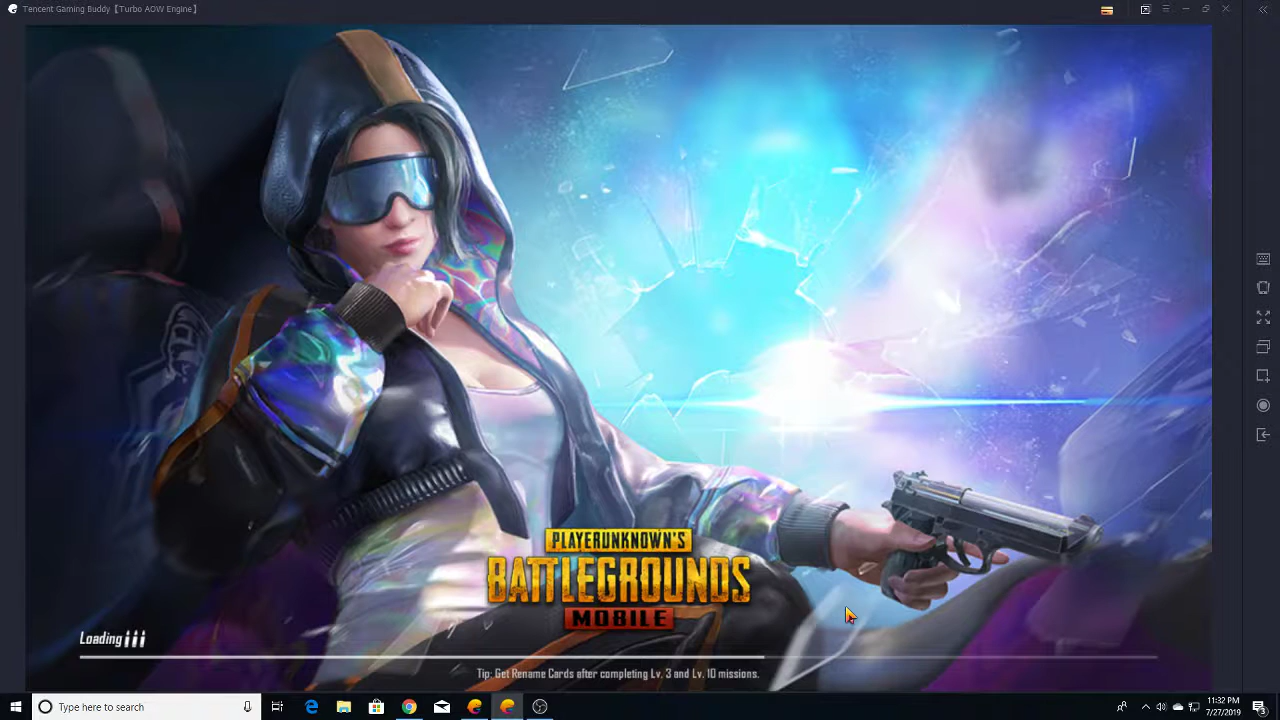 Tencent Gaming Buddy【Turbo AOW Engine】
PLAYERUNKNOWN'S
BATTLEGROUNDS
MOBILE
Loading
Tip: Get Rename Cards after completing Lv. 3 and Lv. 10 missions.
Type here to search
11:32 PM
7/27/2019